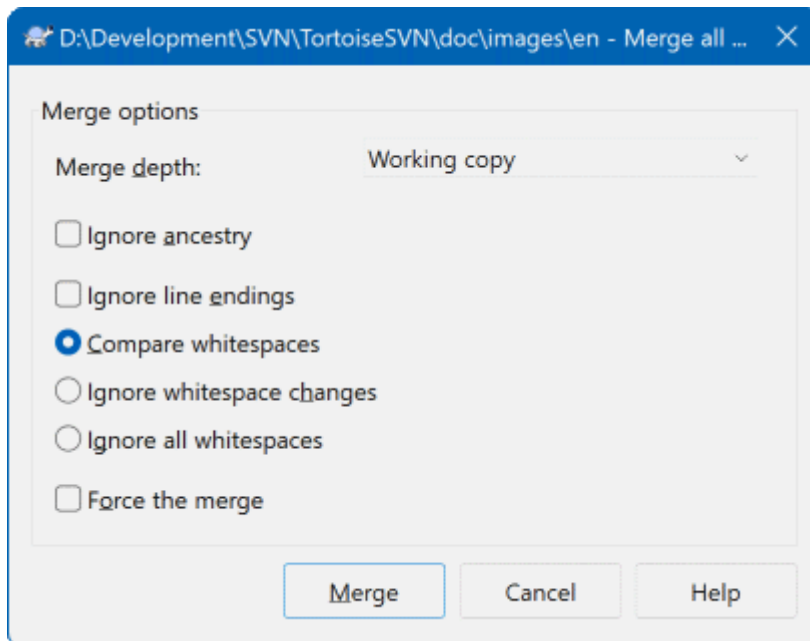 D:\Development\SVN\TortoiseSVN\doc\images\en - Merge all ...
Merge options
Merge depth: Working copy
Ignore ancestry
Ignore line endings
Compare whitespaces
Ignore whitespace changes
Ignore all whitespaces
Force the merge
Merge Cancel Help